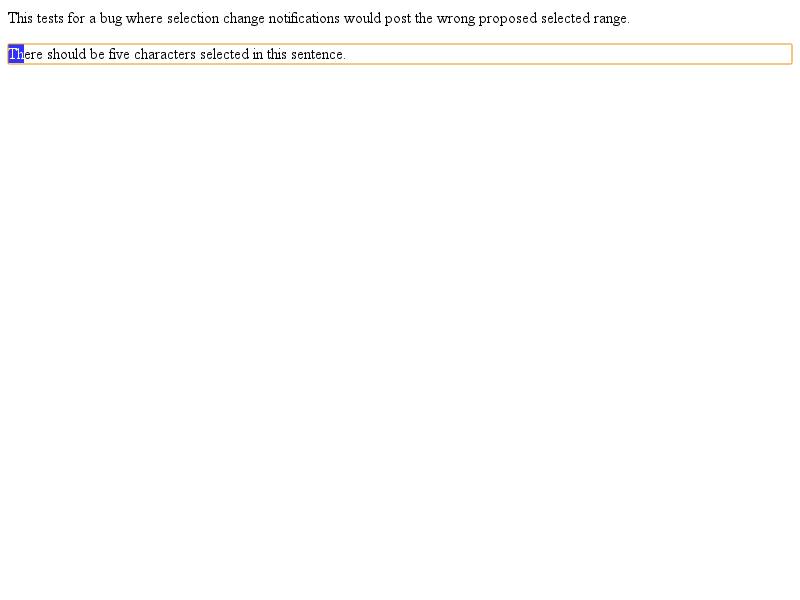 This tests for a bug where selection change notifications would post the wrong proposed selected range.
There should be five characters selected in this sentence.